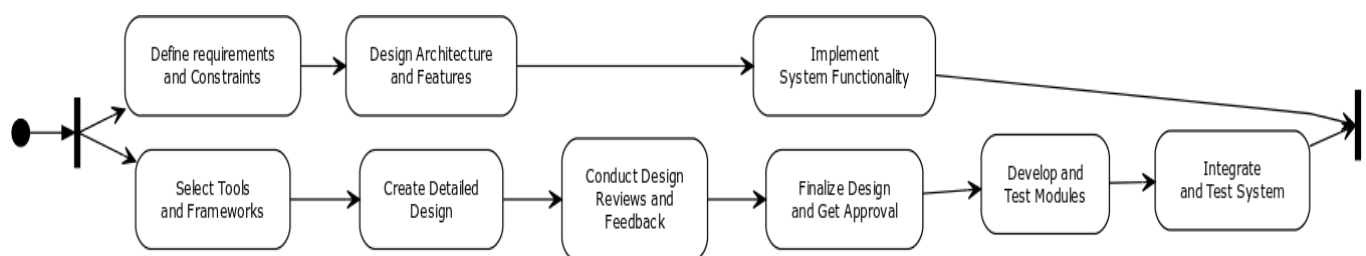 Define requirements
and Constraints
Design Architecture
and Features
Implement
System Functionality
Select Tools
and Frameworks
Create Detailed
Design
Conduct Design
Reviews and
Feedback
Finalize Design
and Get Approval
Develop and
Test Modules
Integrate
and Test System